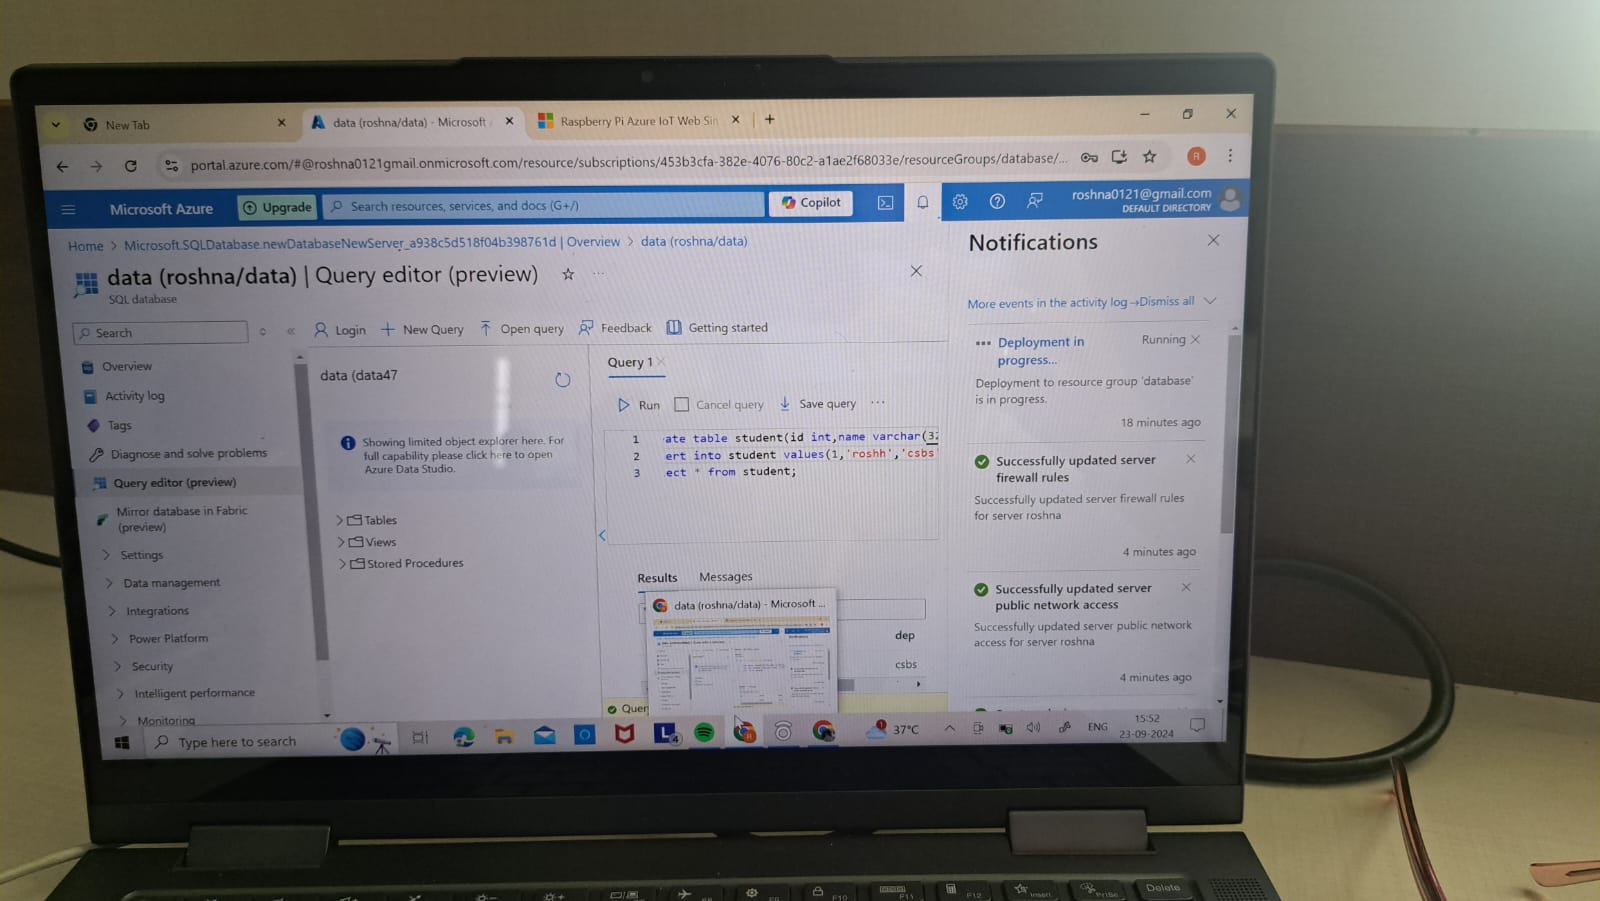 New Tab
data (roshna/data) - Microsoft
Raspberry Pi Azure IoT Web Sin
portal.azure.com/#@roshna0121gmail.onmicrosoft.com/resource/subscriptions/453b3cfa-382e-4076-80c2-a1ae2f68033e/resourceGroups/database/...
R
Microsoft Azure
Upgrade
Search resources, services, and docs (G+/)
Copilot
roshna0121@gmail.com
DEFAULT DIRECTORY
Home > Microsoft.SQLDatabase.newDatabaseNewServer_a938c5d518f04b398761d | Overview > data (roshna/data)
data (roshna/data) | Query editor (preview)
SQL database
Search
Login
New Query
Open query
Feedback
Getting started
Overview
Activity log
Tags
Diagnose and solve problems
Query editor (preview)
Mirror database in Fabric
(preview)
Settings
Data management
Integrations
Power Platform
Security
Intelligent performance
Monitoring
data (data47
Showing limited object explorer here. For
full capability please click here to open
Azure Data Studio.
Tables
Views
Stored Procedures
Query 1
Run
Cancel query
Save query
1 ate table student(id int,name varchar(32
2 ert into student values(1,'roshh','csbs'
3 ect * from student;
Results
Messages
data (roshna/data) - Microsoft ...
dep
csbs
Quer
Notifications
More events in the activity log → Dismiss all
Deployment in
progress...
Running
Deployment to resource group 'database'
is in progress.
18 minutes ago
Successfully updated server
firewall rules
Successfully updated server firewall rules
for server roshna
4 minutes ago
Successfully updated server
public network access
Successfully updated server public network
access for server roshna
4 minutes ago
Type here to search
L
4
R
1
37°C
ENG
15:52
23-09-2024
F10
F11
F12
Insert
PrtSc
Delete